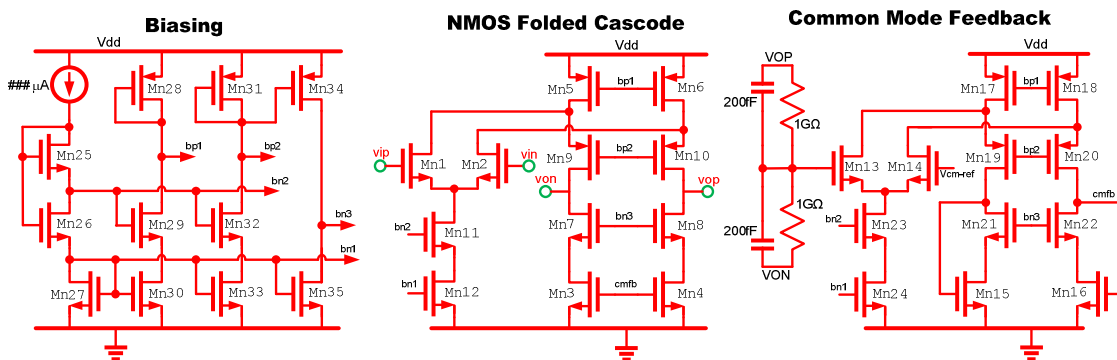 Biasing
NMOS Folded Cascode
Common Mode Feedback
Vdd
###μA
Mn28
Mn31
Mn34
Mn25
bp1
bp2
bn2
Mn26
Mn29
Mn32
bn3
bn1
Mn27
Mn30
Mn33
Mn35
Vdd
Mn5
bp1
Mn6
vip
Mn1
Mn2
vin
Mn9
bp2
Mn10
von
vop
bn2
Mn11
Mn7
bn3
Mn8
bn1
Mn12
Mn3
cmfb
Mn4
VOP
200fF
1GΩ
200fF
1GΩ
VON
Vdd
Mn17
bp1
Mn18
Mn13
Mn14
Vcm-ref
Mn19
bp2
Mn20
cmfb
bn2
Mn23
Mn21
bn3
Mn22
bn1
Mn24
Mn15
Mn16